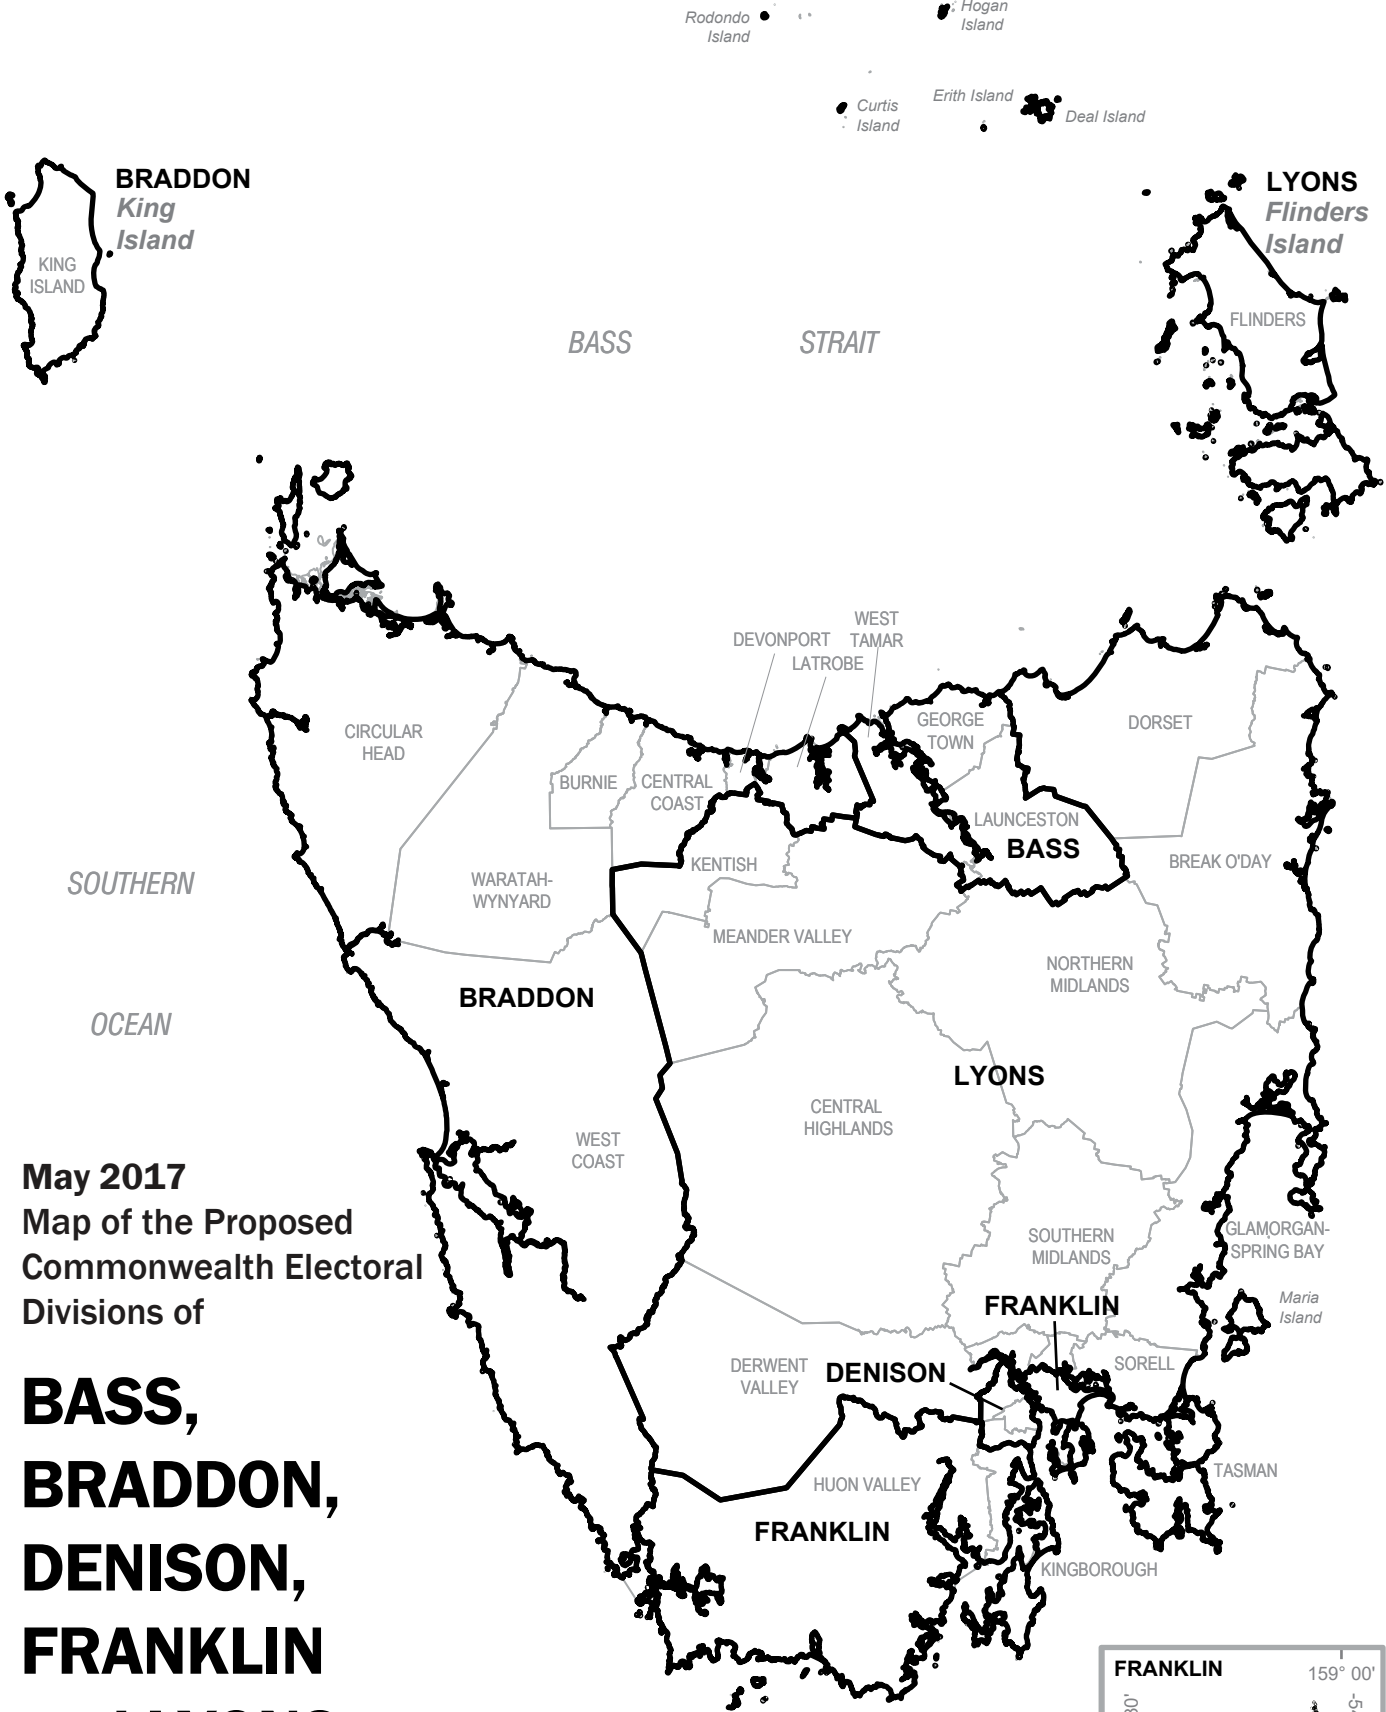 Rodondo
Island
Hogan
Island
Curtis
Island
Erith Island
Deal Island
BRADDON
King
Island
KING
ISLAND
LYONS
Flinders
Island
FLINDERS
BASS STRAIT
DEVONPORT
LATROBE
WEST
TAMAR
GEORGE
TOWN
DORSET
CIRCULAR
HEAD
BURNIE
CENTRAL
COAST
LAUNCESTON
BASS
BREAK O'DAY
KENTISH
WARATAH-
WYNYARD
MEANDER VALLEY
NORTHERN
MIDLANDS
SOUTHERN
OCEAN
BRADDON
LYONS
CENTRAL
HIGHLANDS
WEST
COAST
SOUTHERN
MIDLANDS
GLAMORGAN-
SPRING BAY
Maria
Island
FRANKLIN
SORELL
DERWENT
VALLEY
DENISON
HUON VALLEY
TASMAN
FRANKLIN
KINGBOROUGH
May 2017
Map of the Proposed
Commonwealth Electoral
Divisions of
BASS,
BRADDON,
DENISON,
FRANKLIN
FRANKLIN
159° 00'